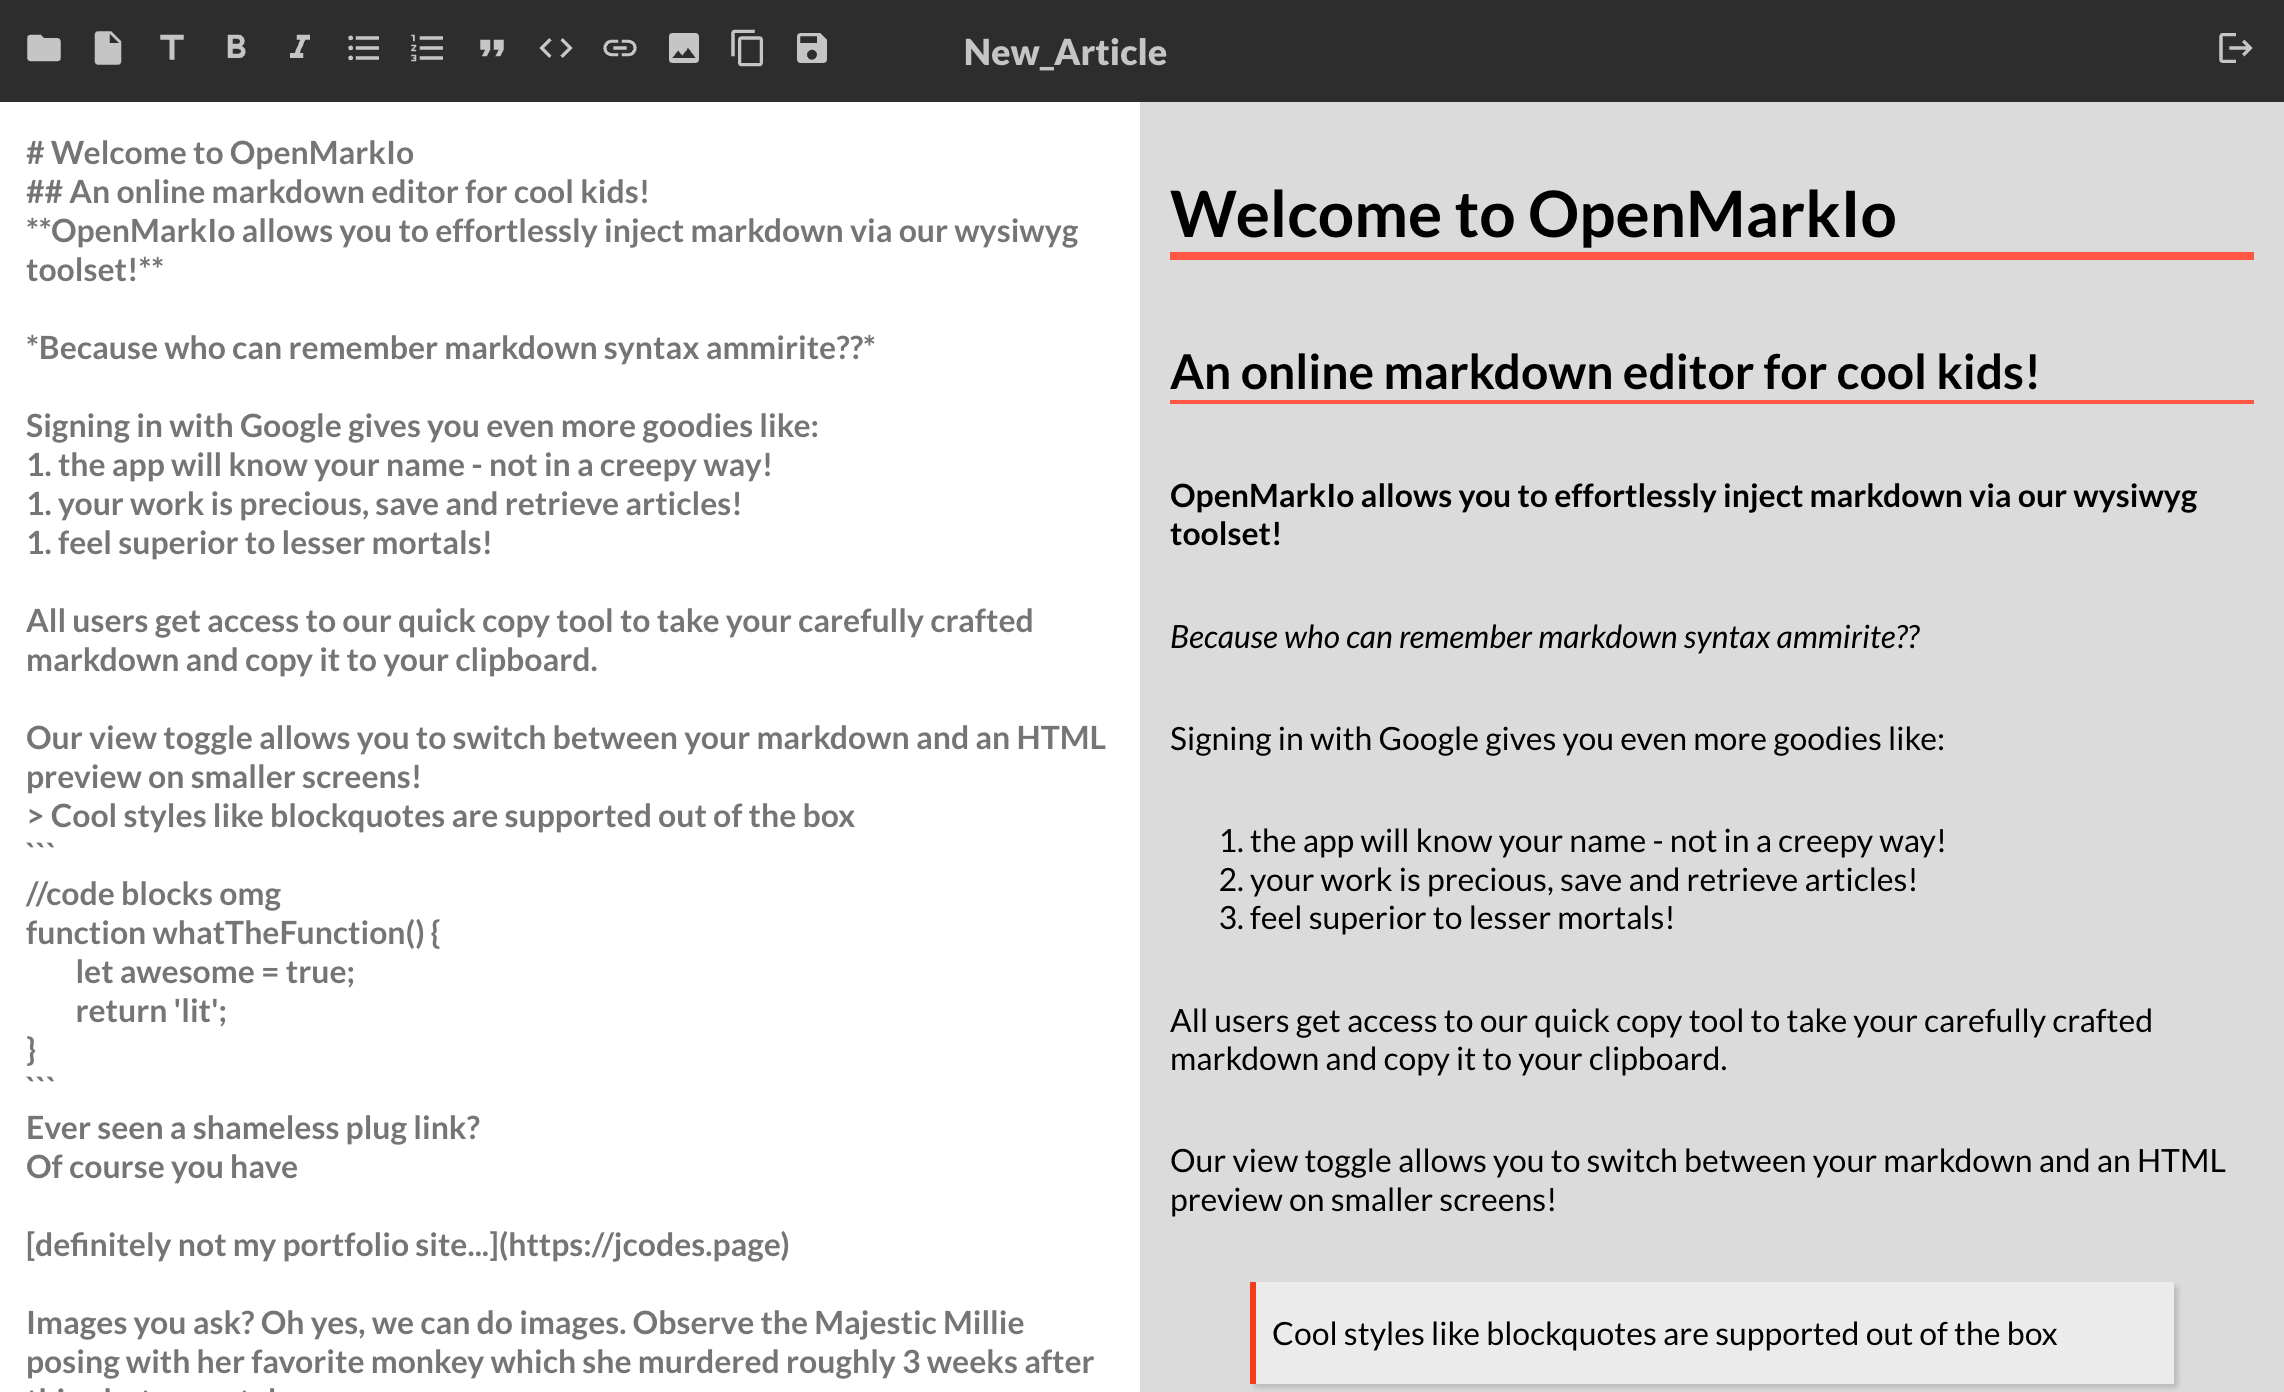 New_Article
# Welcome to OpenMarkIo
## An online markdown editor for cool kids!
**OpenMarkIo allows you to effortlessly inject markdown via our wysiwyg
toolset!**
*Because who can remember markdown syntax ammirite??*
Signing in with Google gives you even more goodies like:
1. the app will know your name - not in a creepy way!
1. your work is precious, save and retrieve articles!
1. feel superior to lesser mortals!
All users get access to our quick copy tool to take your carefully crafted
markdown and copy it to your clipboard.
Our view toggle allows you to switch between your markdown and an HTML
preview on smaller screens!
> Cool styles like blockquotes are supported out of the box
```
//code blocks omg
function whatTheFunction() {
let awesome = true;
return 'lit';
}
```
Ever seen a shameless plug link?
Of course you have
[definitely not my portfolio site...](https://jcodes.page)
Images you ask? Oh yes, we can do images. Observe the Majestic Millie
posing with her favorite monkey which she murdered roughly 3 weeks after
Welcome to OpenMarkIo
An online markdown editor for cool kids!
OpenMarkIo allows you to effortlessly inject markdown via our wysiwyg
toolset!
Because who can remember markdown syntax ammirite??
Signing in with Google gives you even more goodies like:
1. the app will know your name - not in a creepy way!
2. your work is precious, save and retrieve articles!
3. feel superior to lesser mortals!
All users get access to our quick copy tool to take your carefully crafted
markdown and copy it to your clipboard.
Our view toggle allows you to switch between your markdown and an HTML
preview on smaller screens!
Cool styles like blockquotes are supported out of the box